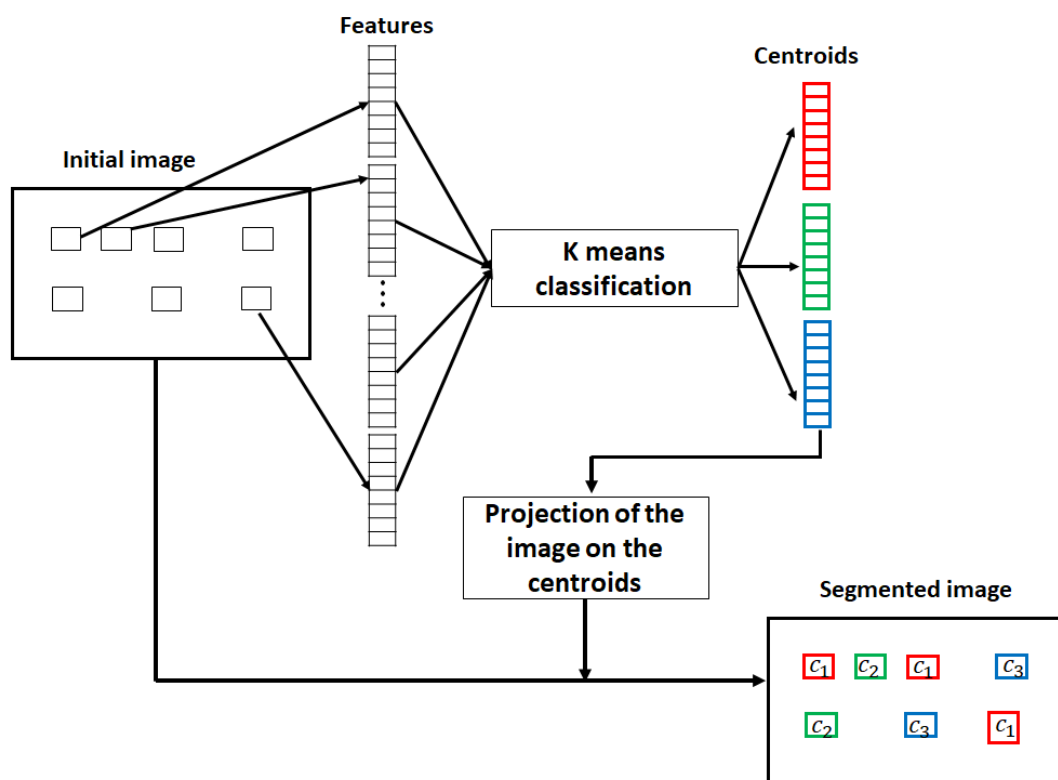 Features
Centroids
Initial image
K means
classification
Projection of the
image on the
centroids
Segmented image
c₁ c₂ c₁ c₃
c₂ c₃ c₁